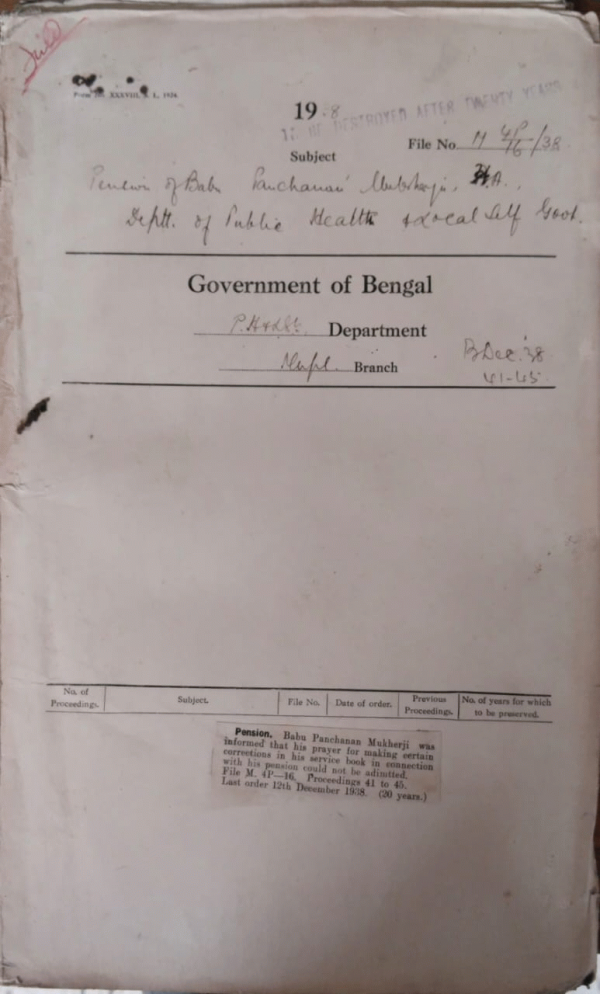 XXXVIII. 1, 1934.
19 8
TO BE DESTROYED AFTER TWENTY YEARS
File No M 4P/16/38
Subject
Pension of Babu Panchanan Mukherji, H.A.,
Deptt. of Public Health & Local Self Govt.
Government of Bengal
Department
Branch
B Dec '38
41-45
No. of Proceedings.
Subject.
File No.
Date of order.
Previous Proceedings.
No. of years for which to be preserved.
Pension. Babu Panchanan Mukherji was
informed that his prayer for making certain
corrections in his service book in connection
with his pension could not be admitted.
File M. 4P—16. Proceedings 41 to 45.
Last order 12th December 1938. (20 years.)